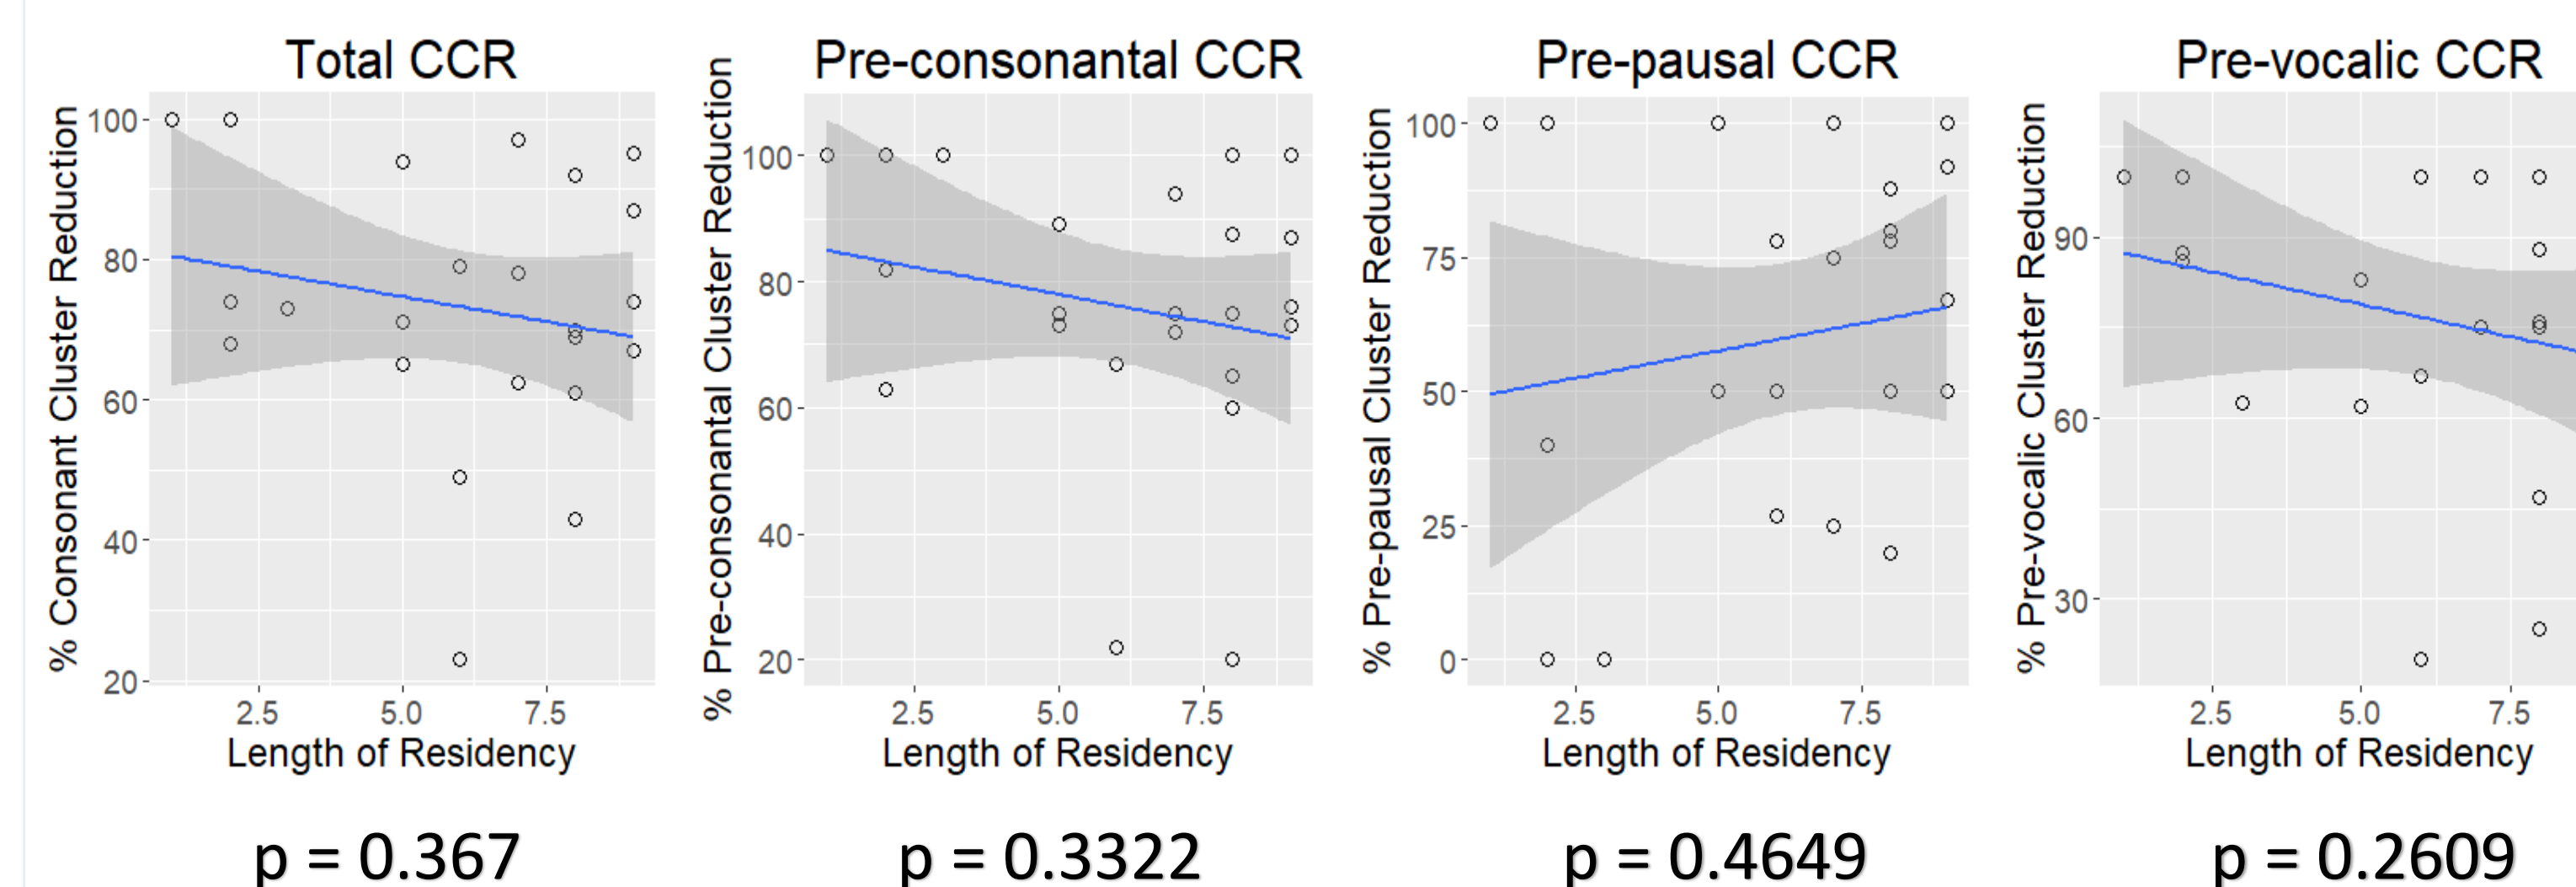 Total CCR
% Consonant Cluster Reduction
100
80
60
40
20
2.5 5.0 7.5
Length of Residency
p = 0.367
Pre-consonantal CCR
% Pre-consonantal Cluster Reduction
100
80
60
40
20
2.5 5.0 7.5
Length of Residency
p = 0.3322
Pre-pausal CCR
% Pre-pausal Cluster Reduction
100
75
50
25
0
2.5 5.0 7.5
Length of Residency
p = 0.4649
Pre-vocalic CCR
% Pre-vocalic Cluster Reduction
90
60
30
2.5 5.0 7.5
Length of Residency
p = 0.2609